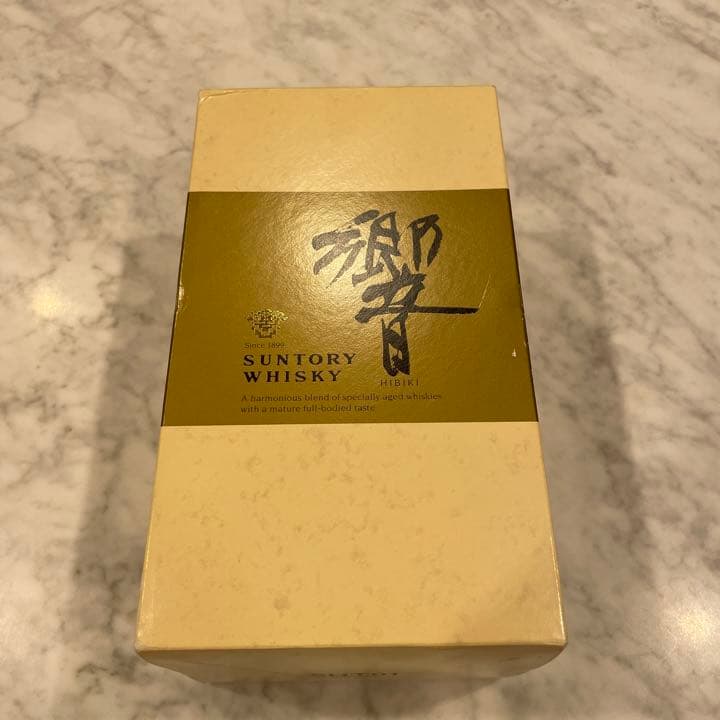 響
HIBIKI
Since 1899
SUNTORY
WHISKY
A harmonious blend of specially aged whiskies
with a mature full-bodied taste